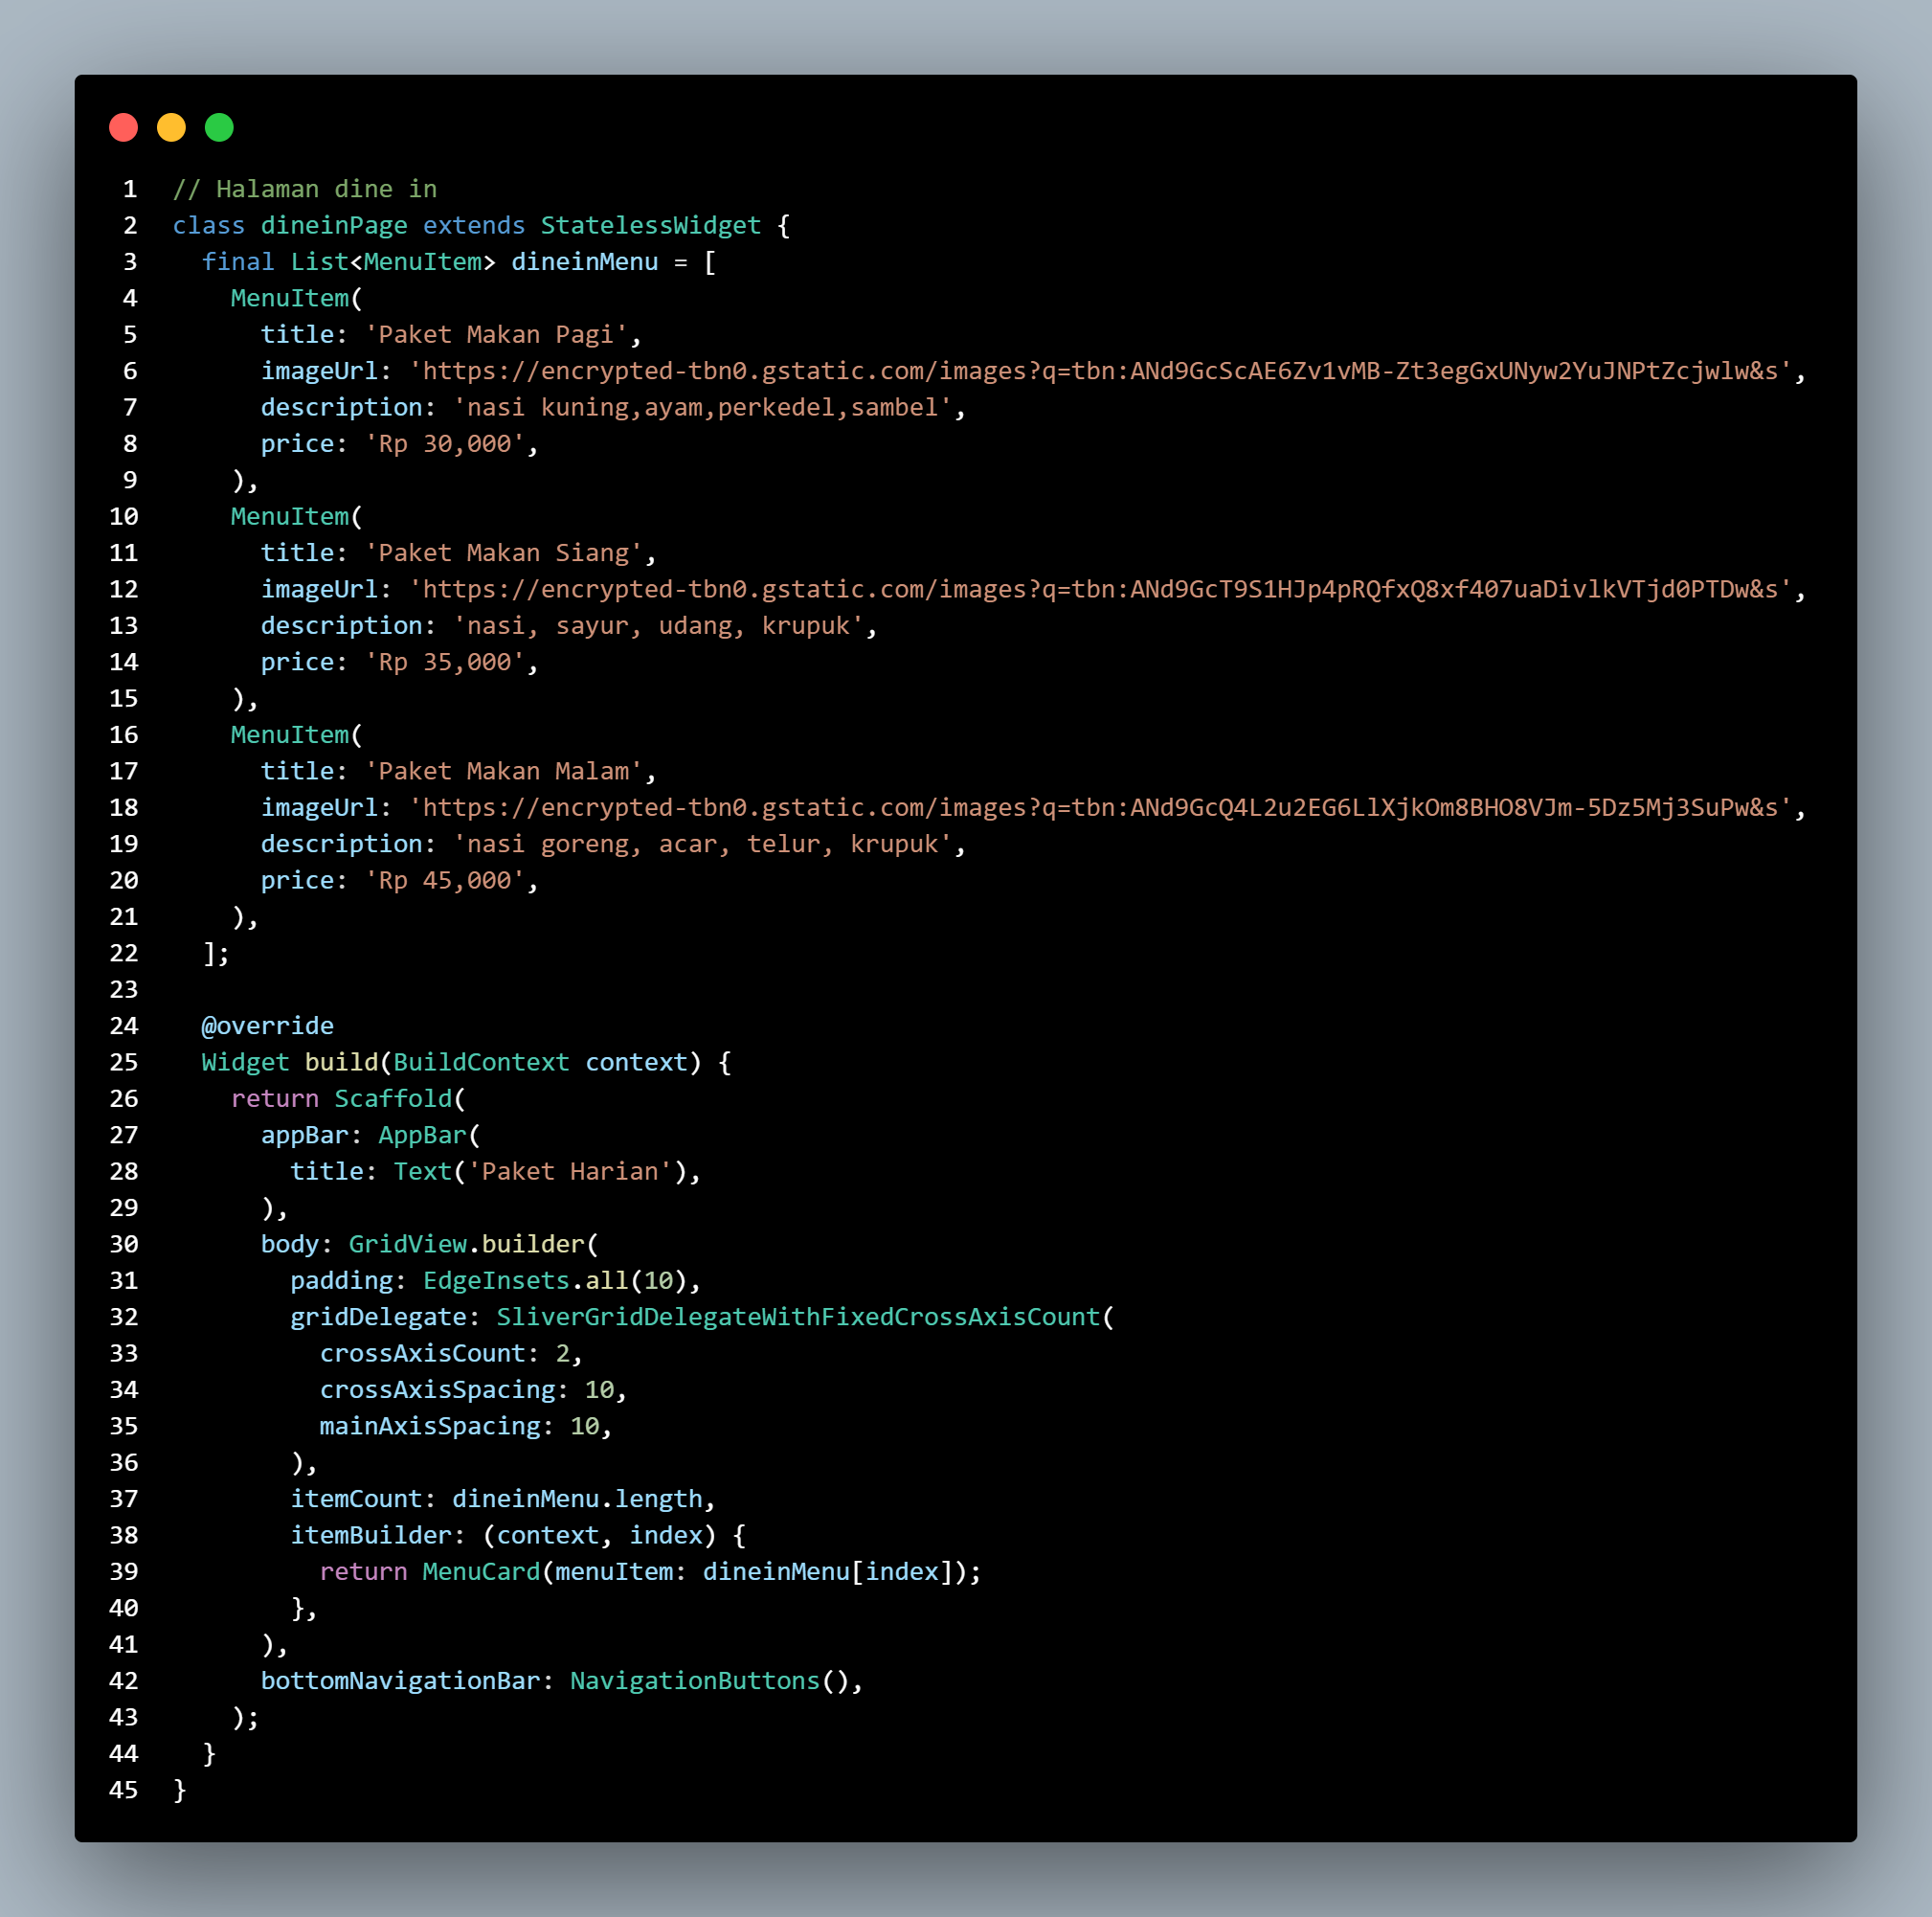 1 // Halaman dine in
2 class dineinPage extends StatelessWidget {
3   final List<MenuItem> dineinMenu = [
4     MenuItem(
5       title: 'Paket Makan Pagi',
6       imageUrl: 'https://encrypted-tbn0.gstatic.com/images?q=tbn:ANd9GcScAE6Zv1vMB-Zt3egGxUNyw2YuJNPtZcjwlw&s',
7       description: 'nasi kuning,ayam,perkedel,sambel',
8       price: 'Rp 30,000',
9     ),
10     MenuItem(
11       title: 'Paket Makan Siang',
12       imageUrl: 'https://encrypted-tbn0.gstatic.com/images?q=tbn:ANd9GcT9S1HJp4pRQfxQ8xf407uaDivlkVTjd0PTDw&s',
13       description: 'nasi, sayur, udang, krupuk',
14       price: 'Rp 35,000',
15     ),
16     MenuItem(
17       title: 'Paket Makan Malam',
18       imageUrl: 'https://encrypted-tbn0.gstatic.com/images?q=tbn:ANd9GcQ4L2u2EG6LlXjkOm8BHO8VJm-5Dz5Mj3SuPw&s',
19       description: 'nasi goreng, acar, telur, krupuk',
20       price: 'Rp 45,000',
21     ),
22   ];
23
24   @override
25   Widget build(BuildContext context) {
26     return Scaffold(
27       appBar: AppBar(
28         title: Text('Paket Harian'),
29       ),
30       body: GridView.builder(
31         padding: EdgeInsets.all(10),
32         gridDelegate: SliverGridDelegateWithFixedCrossAxisCount(
33           crossAxisCount: 2,
34           crossAxisSpacing: 10,
35           mainAxisSpacing: 10,
36         ),
37         itemCount: dineinMenu.length,
38         itemBuilder: (context, index) {
39           return MenuCard(menuItem: dineinMenu[index]);
40         },
41       ),
42       bottomNavigationBar: NavigationButtons(),
43     );
44   }
45 }